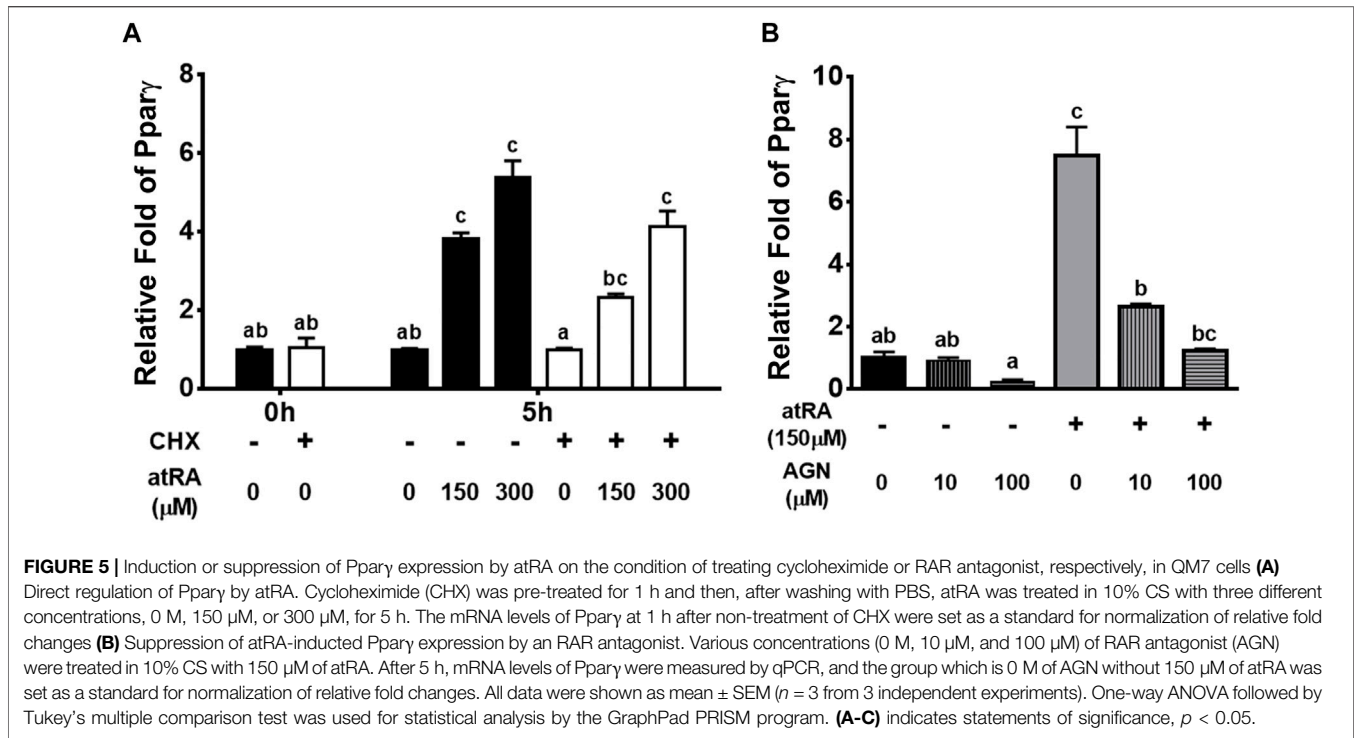 A
Relative Fold of Pparγ
8
6
4
2
0
ab ab ab c c a bc c
0h 5h
CHX - + - - - + + +
atRA (μM) 0 0 0 150 300 0 150 300
B
Relative Fold of Pparγ
10
8
6
4
2
0
ab ab a c b bc
atRA (150μM) - - - + + +
AGN (μM) 0 10 100 0 10 100
FIGURE 5 | Induction or suppression of Pparγ expression by atRA on the condition of treating cycloheximide or RAR antagonist, respectively, in QM7 cells (A)
Direct regulation of Pparγ by atRA. Cycloheximide (CHX) was pre-treated for 1 h and then, after washing with PBS, atRA was treated in 10% CS with three different
concentrations, 0 M, 150 µM, or 300 µM, for 5 h. The mRNA levels of Pparγ at 1 h after non-treatment of CHX were set as a standard for normalization of relative fold
changes (B) Suppression of atRA-inducted Pparγ expression by an RAR antagonist. Various concentrations (0 M, 10 µM, and 100 µM) of RAR antagonist (AGN)
were treated in 10% CS with 150 µM of atRA. After 5 h, mRNA levels of Pparγ were measured by qPCR, and the group which is 0 M of AGN without 150 µM of atRA was
set as a standard for normalization of relative fold changes. All data were shown as mean ± SEM (n = 3 from 3 independent experiments). One-way ANOVA followed by
Tukey's multiple comparison test was used for statistical analysis by the GraphPad PRISM program. (A-C) indicates statements of significance, p < 0.05.